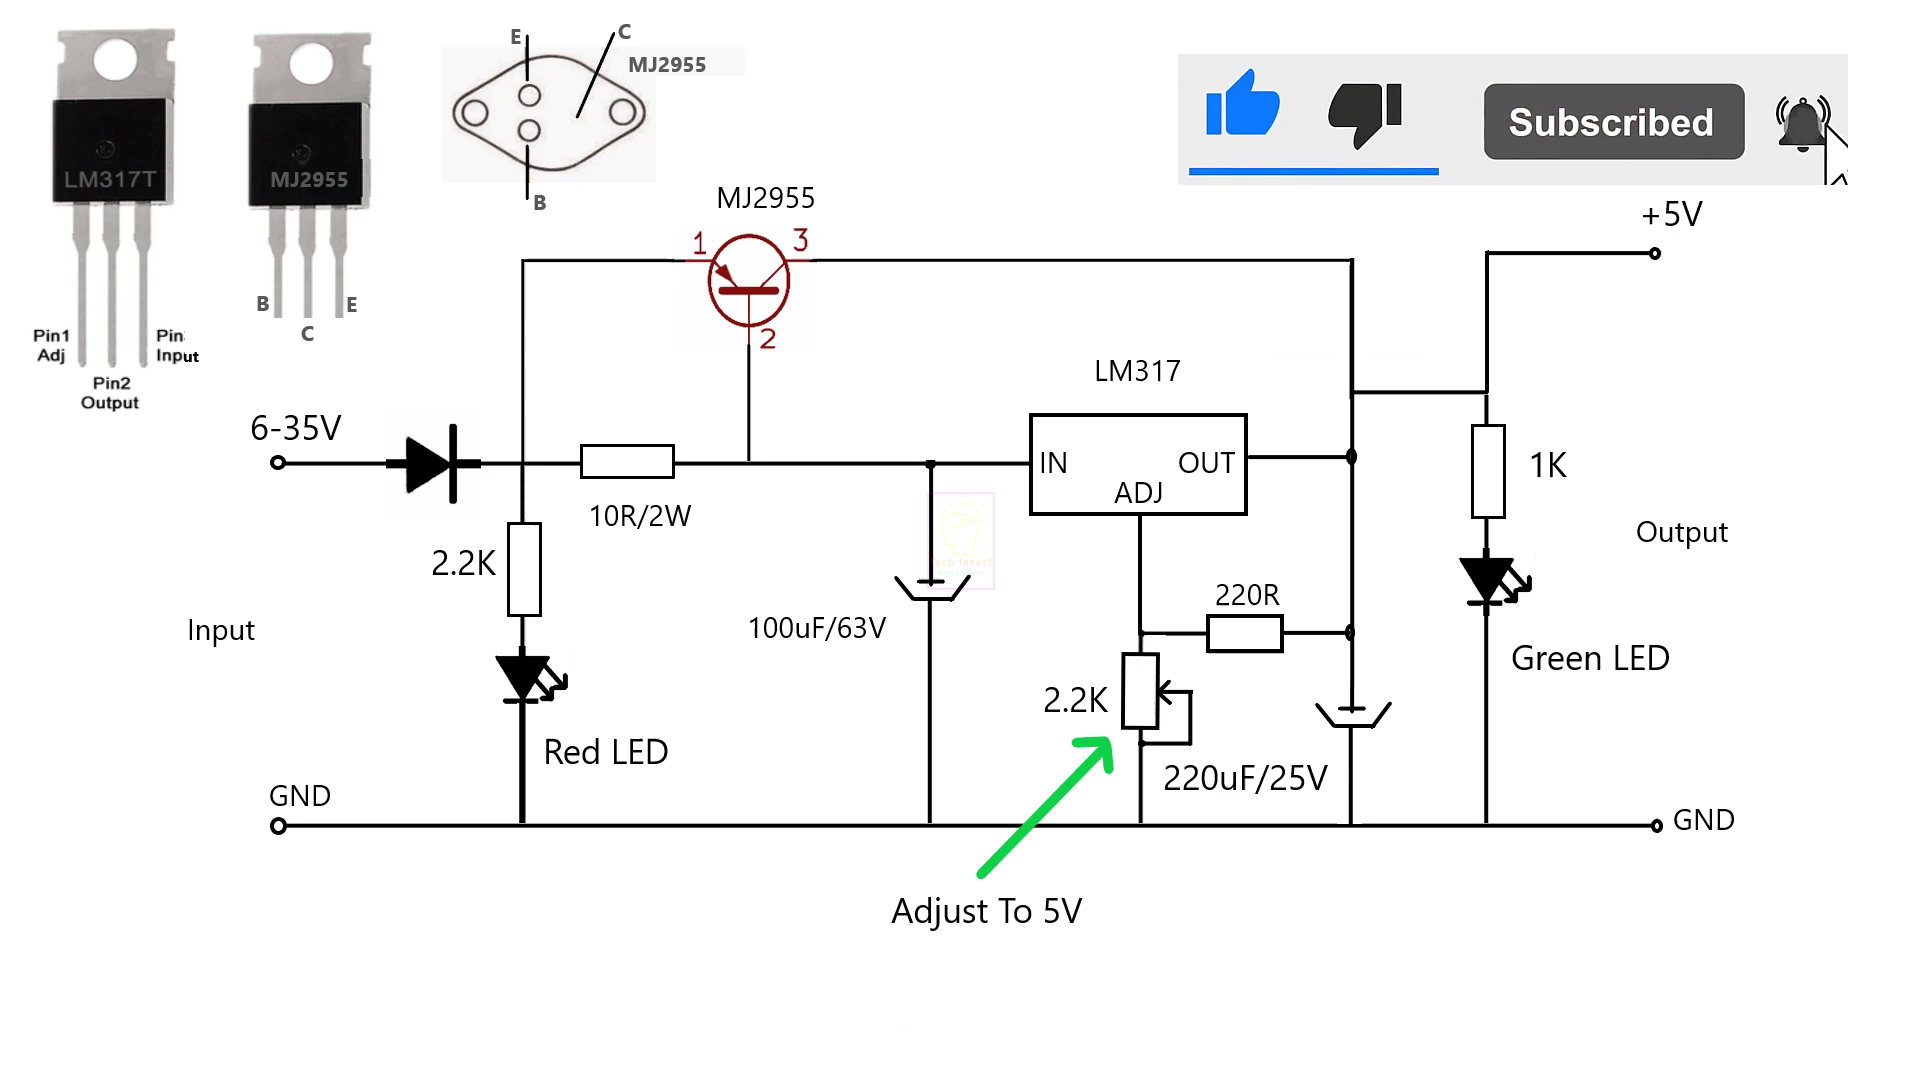 E
C
MJ2955
LM317T
MJ2955
B
MJ2955
Subscribed
+5V
1
3
2
B
E
C
Pin1
Adj
Pin
Input
Pin2
Output
LM317
6-35V
IN
OUT
ADJ
1K
10R/2W
2.2K
Output
220R
Input
100uF/63V
Green LED
2.2K
Red LED
220uF/25V
GND
GND
Adjust To 5V